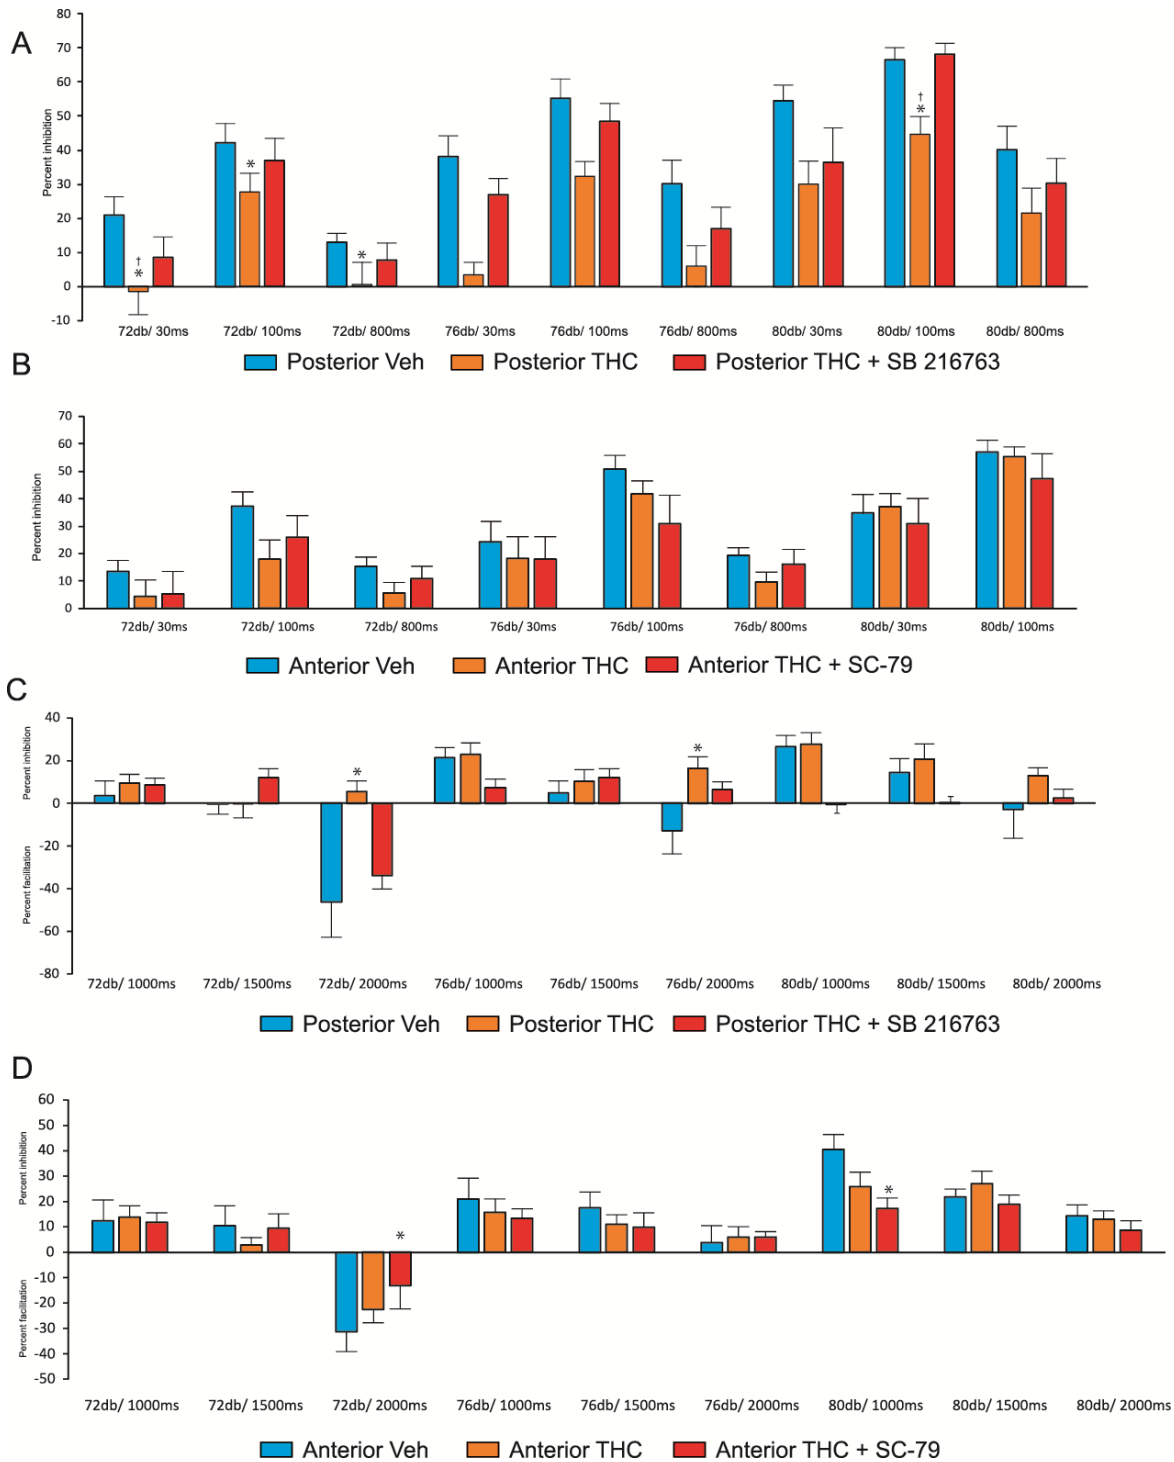 A
Percent inhibition
80
70
60
50
40
30
20
10
0
-10
†
*
*
*
†
*
72db/ 30ms 72db/ 100ms 72db/ 800ms 76db/ 30ms 76db/ 100ms 76db/ 800ms 80db/ 30ms 80db/ 100ms 80db/ 800ms
Posterior Veh Posterior THC Posterior THC + SB 216763
B
Percent inhibition
70
60
50
40
30
20
10
0
72db/ 30ms 72db/ 100ms 72db/ 800ms 76db/ 30ms 76db/ 100ms 76db/ 800ms 80db/ 30ms 80db/ 100ms
Anterior Veh Anterior THC Anterior THC + SC-79
C
Percent inhibition
Percent facilitation
40
20
0
-20
-40
-60
-80
*
*
72db/ 1000ms 72db/ 1500ms 72db/ 2000ms 76db/ 1000ms 76db/ 1500ms 76db/ 2000ms 80db/ 1000ms 80db/ 1500ms 80db/ 2000ms
Posterior Veh Posterior THC Posterior THC + SB 216763
D
Percent inhibition
Percent facilitation
60
50
40
30
20
10
0
-10
-20
-30
-40
-50
*
*
72db/ 1000ms 72db/ 1500ms 72db/ 2000ms 76db/ 1000ms 76db/ 1500ms 76db/ 2000ms 80db/ 1000ms 80db/ 1500ms 80db/ 2000ms
Anterior Veh Anterior THC Anterior THC + SC-79